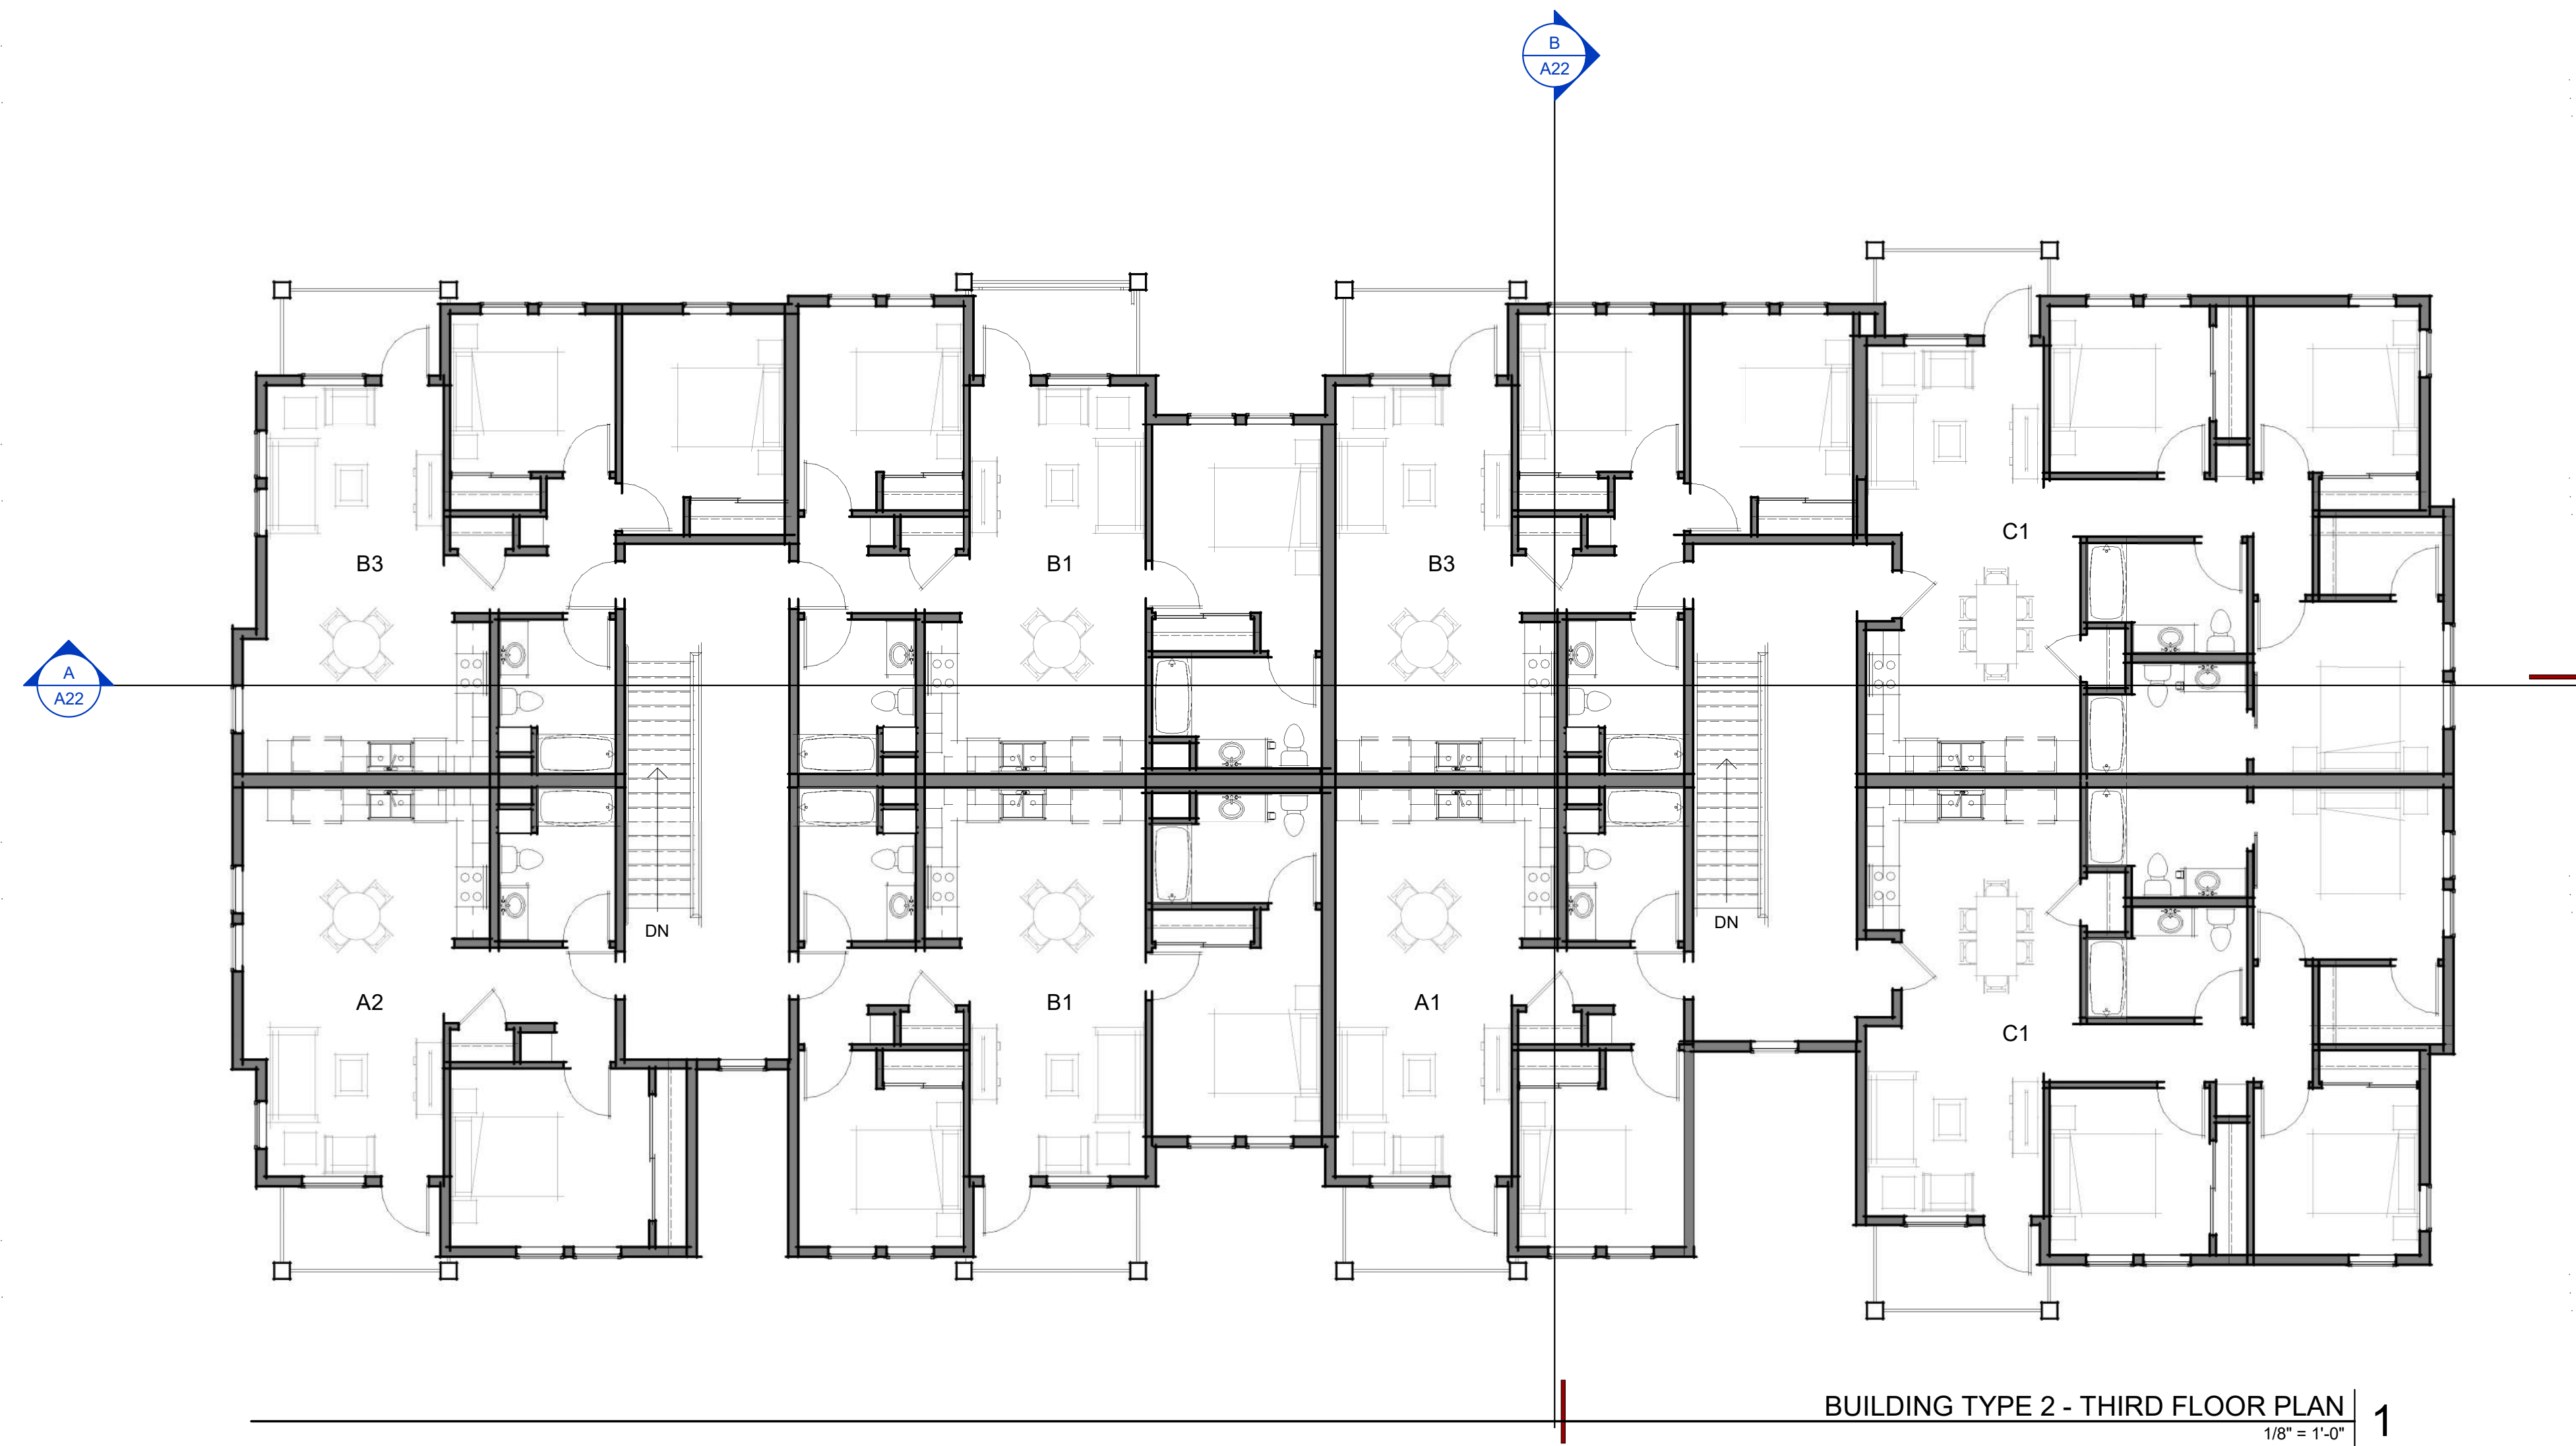 B
A22
C1
B3
B1
B3
A
A22
DN
DN
A2
B1
A1
C1
BUILDING TYPE 2 - THIRD FLOOR PLAN
1
1/8" = 1'-0"